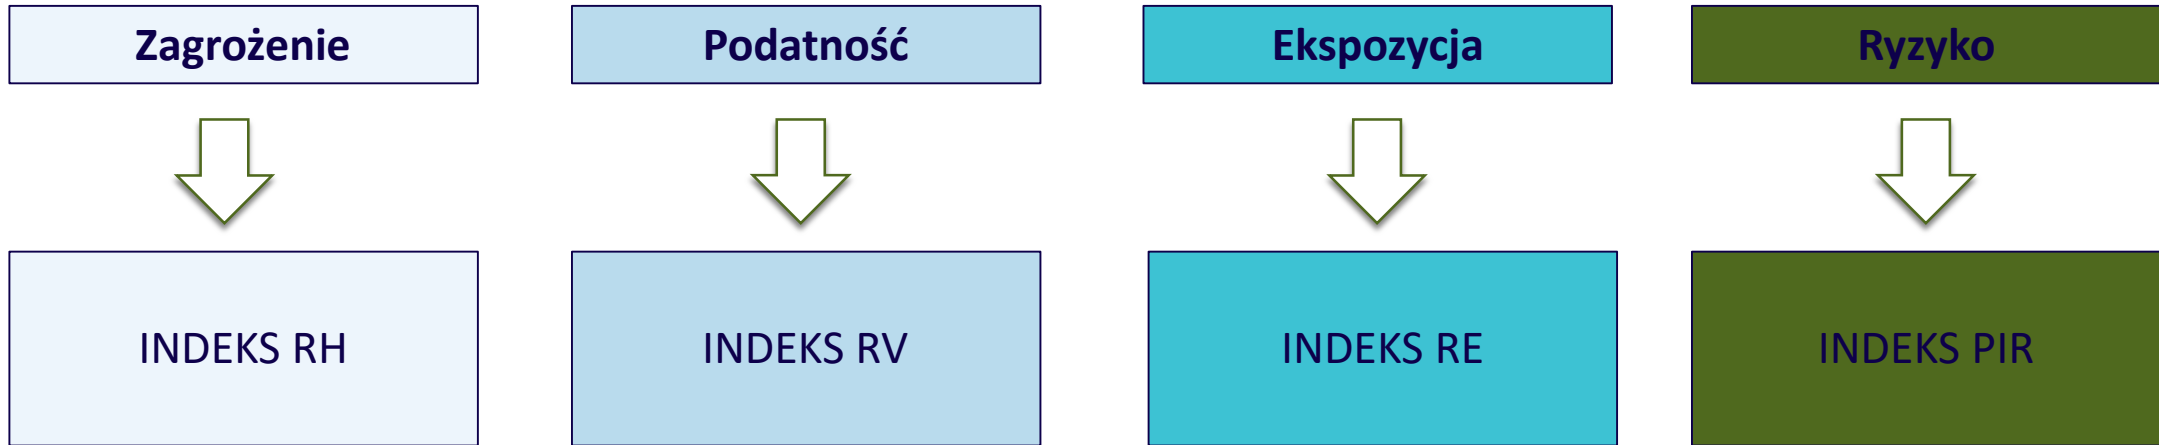 Zagrożenie
Podatność
Ekspozycja
Ryzyko
INDEKS RH
INDEKS RV
INDEKS RE
INDEKS PIR